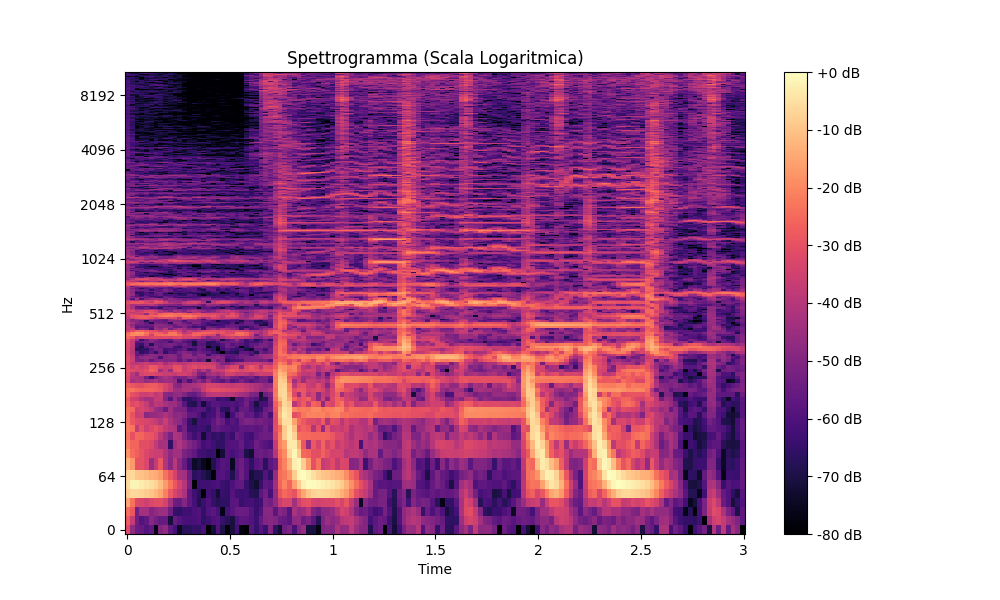 Spettrogramma (Scala Logaritmica)
Hz
8192
4096
2048
1024
512
256
128
64
0
0 0.5 1 1.5 2 2.5 3
Time
+0 dB
-10 dB
-20 dB
-30 dB
-40 dB
-50 dB
-60 dB
-70 dB
-80 dB